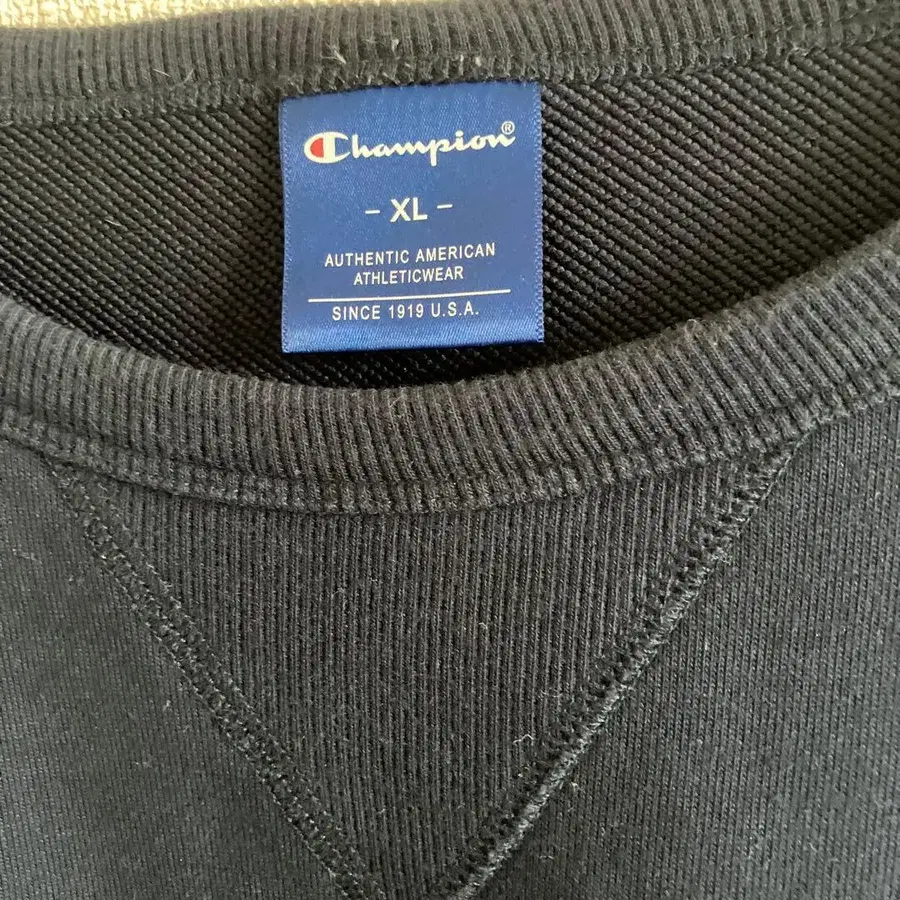 Champion®
- XL -
AUTHENTIC AMERICAN
ATHLETICWEAR
SINCE 1919 U.S.A.